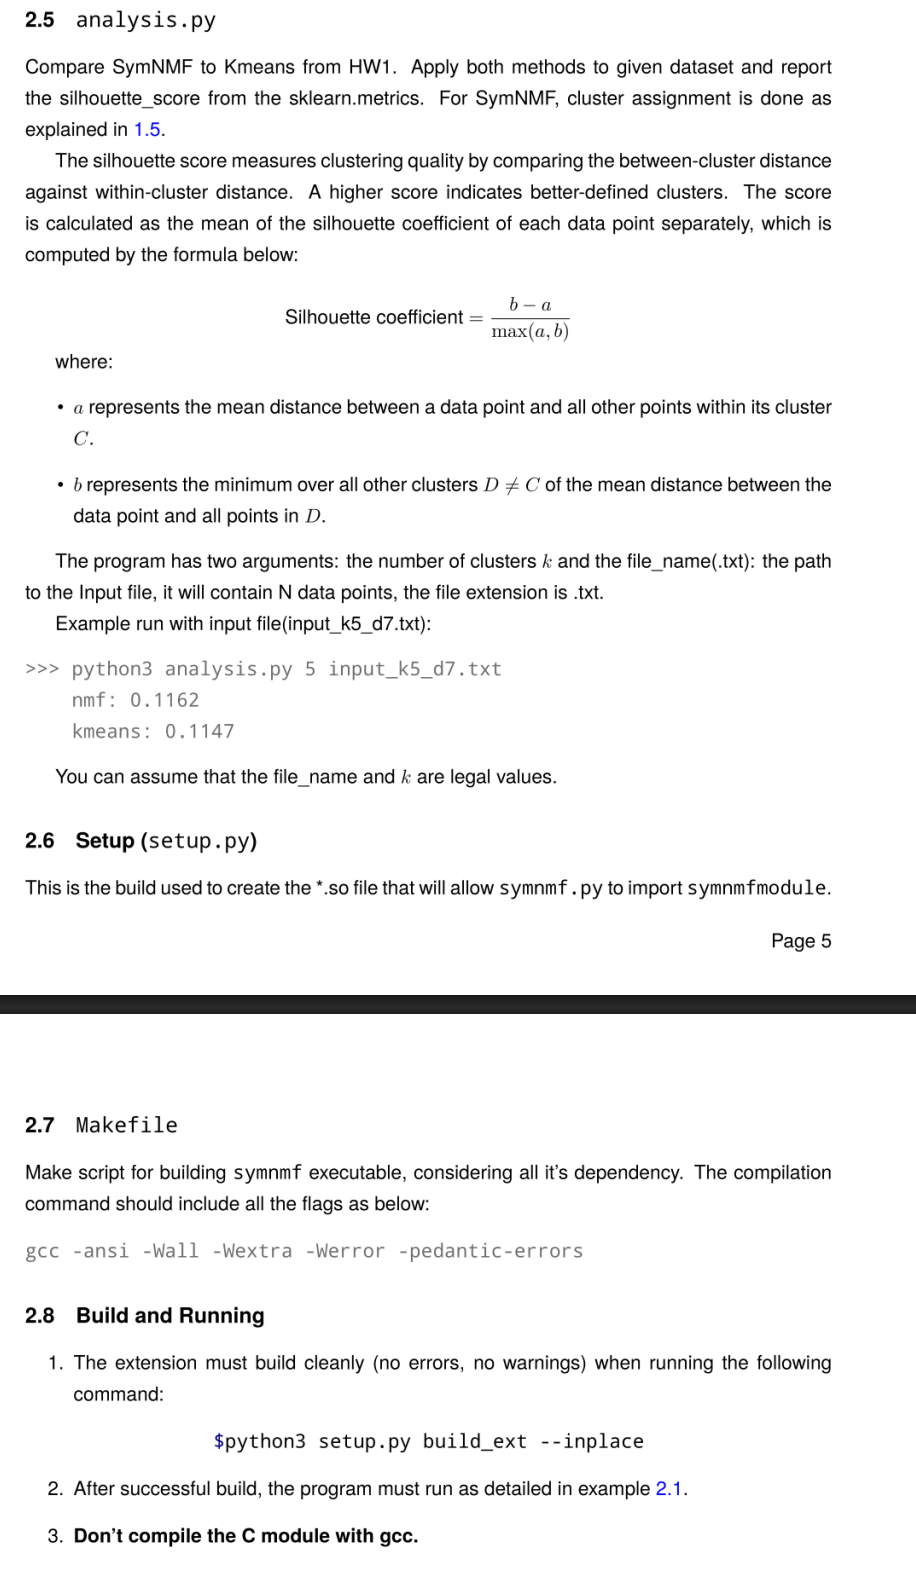 2.5 analysis.py
Compare SymNMF to Kmeans from HW1. Apply both methods to given dataset and report
the silhouette_score from the sklearn.metrics. For SymNMF, cluster assignment is done as
explained in 1.5.
The silhouette score measures clustering quality by comparing the between-cluster distance
against within-cluster distance. A higher score indicates better-defined clusters. The score
is calculated as the mean of the silhouette coefficient of each data point separately, which is
computed by the formula below:
Silhouette coefficient = \frac{b - a}{\max(a, b)}
where:
• a represents the mean distance between a data point and all other points within its cluster
C.
• b represents the minimum over all other clusters D ≠ C of the mean distance between the
data point and all points in D.
The program has two arguments: the number of clusters k and the file_name(.txt): the path
to the Input file, it will contain N data points, the file extension is .txt.
Example run with input file(input_k5_d7.txt):
>>> python3 analysis.py 5 input_k5_d7.txt
nmf: 0.1162
kmeans: 0.1147
You can assume that the file_name and k are legal values.
2.6 Setup (setup.py)
This is the build used to create the *.so file that will allow symnmf.py to import symnmfmodule.
Page 5
2.7 Makefile
Make script for building symnmf executable, considering all it's dependency. The compilation
command should include all the flags as below:
gcc -ansi -Wall -Wextra -Werror -pedantic-errors
2.8 Build and Running
1. The extension must build cleanly (no errors, no warnings) when running the following
command:
$python3 setup.py build_ext --inplace
2. After successful build, the program must run as detailed in example 2.1.
3. Don't compile the C module with gcc.